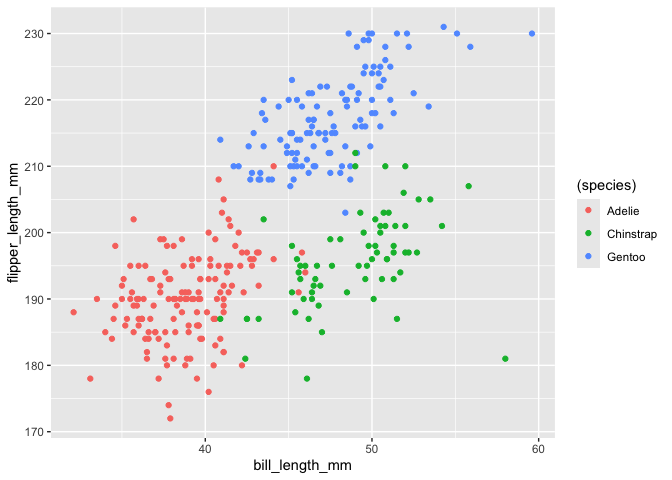 230
220
210
200
190
180
170
flipper_length_mm
40
50
60
bill_length_mm
(species)
Adelie
Chinstrap
Gentoo